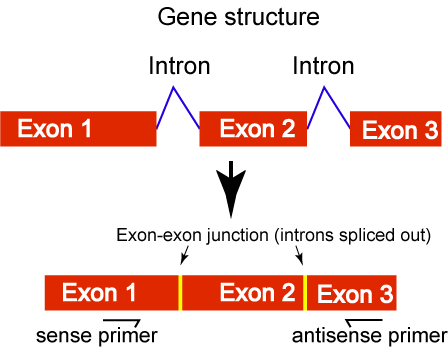 Gene structure
Intron Intron
Exon 1 Exon 2 Exon 3
Exon-exon junction (introns spliced out)
Exon 1 Exon 2 Exon 3
sense primer antisense primer